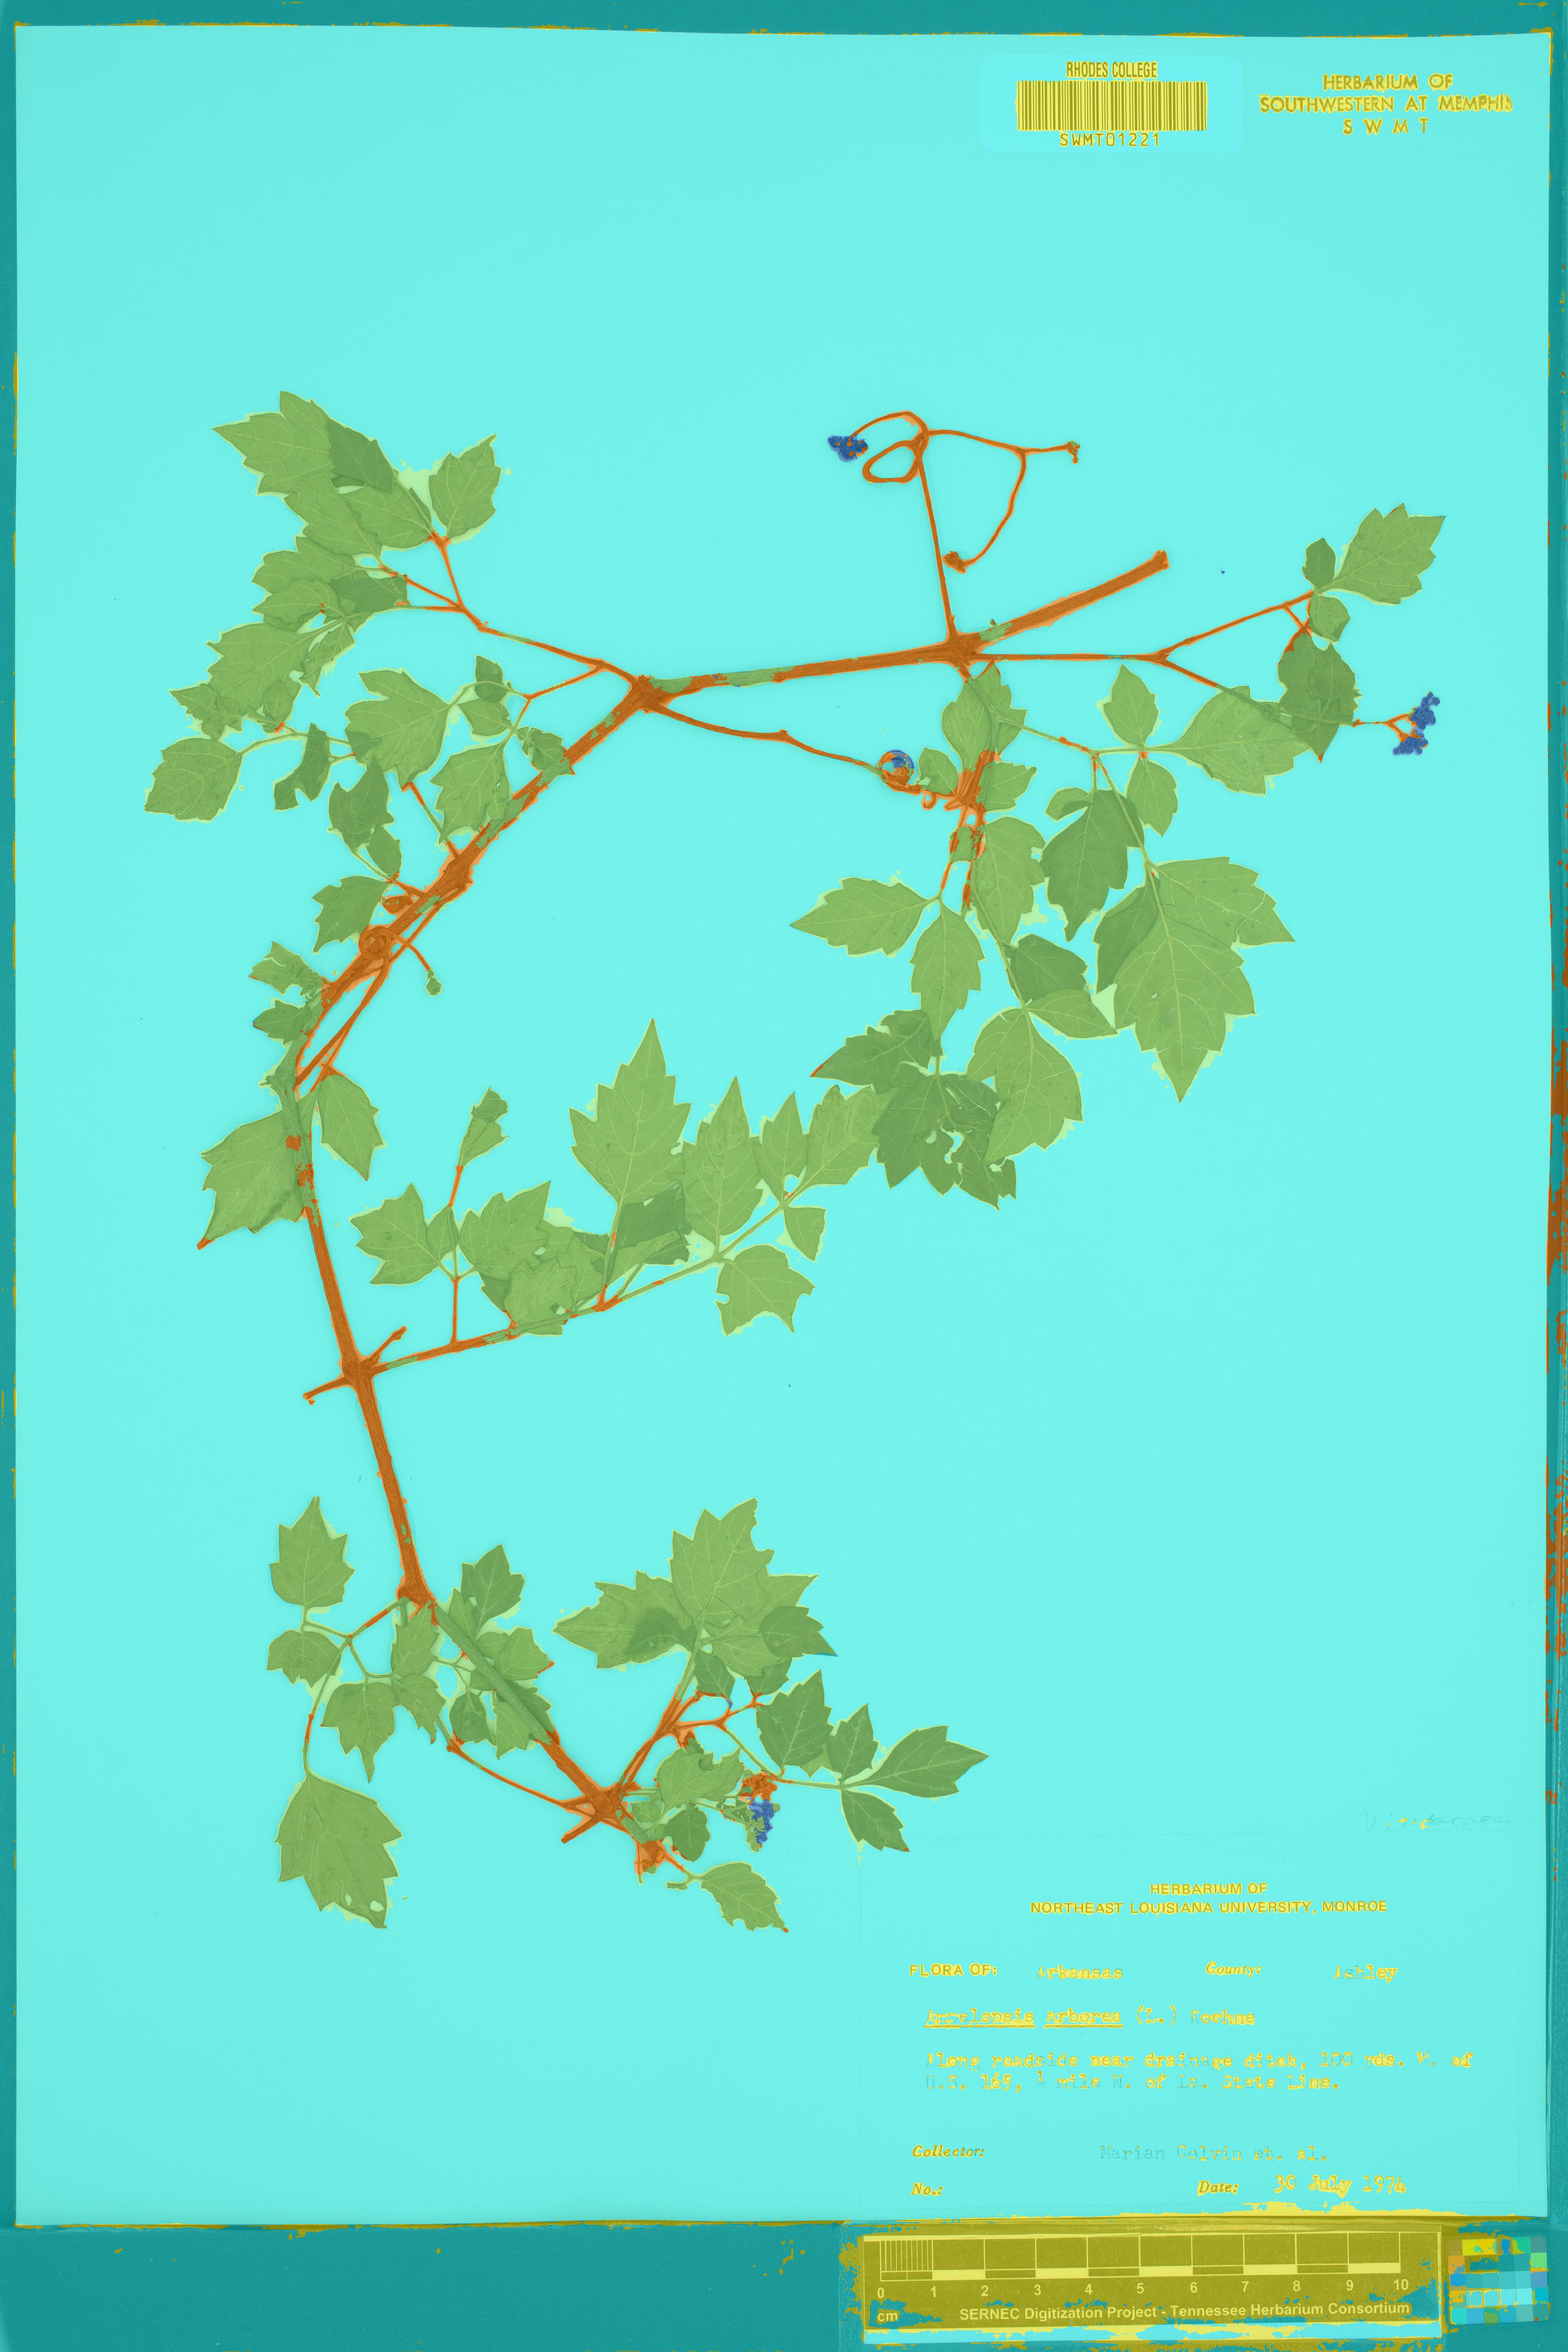 RHODES COLLEGE
SWMT01221
HERBARIUM OF
SOUTHWESTERN AT MEMPHIS
S W M T
HERBARIUM OF
NORTHEAST LOUISIANA UNIVERSITY, MONROE
FLORA OF: Arkansas County: Ashley
Ampelopsis arborea (L.) Koehne
Along roadside near drainage ditch, 100 yds. W. of
U.S. 165, ¼ mile N. of La. State Line.
Collector: Marian Colvin et. al.
No.: Date: 30 July 1974
0 1 2 3 4 5 6 7 8 9 10
cm
SERNEC Digitization Project - Tennessee Herbarium Consortium